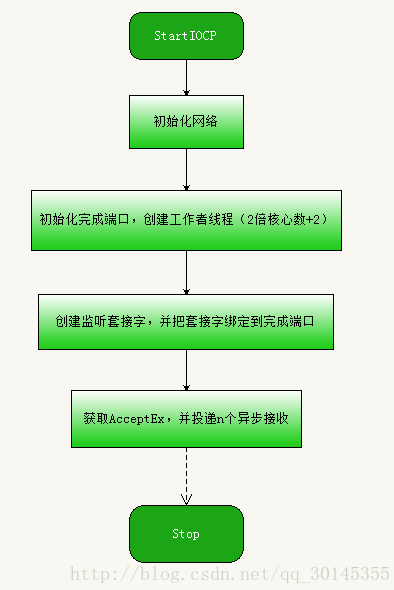 StartIOCP
初始化网络
初始化完成端口，创建工作者线程（2倍核心数+2）
创建监听套接字，并把套接字绑定到完成端口
获取AcceptEx，并投递n个异步接收
Stop
http://blog.csdn.net/qq_30145355